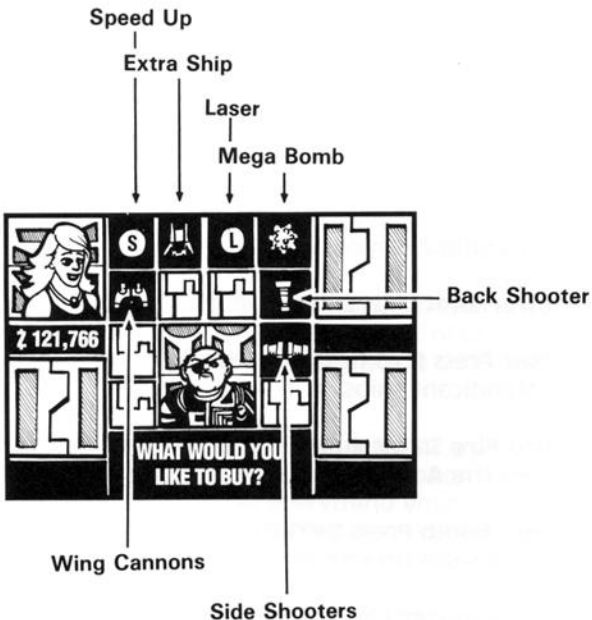 Speed Up
Extra Ship
Laser
Mega Bomb
S
L
Back Shooter
121,766
WHAT WOULD YOU
LIKE TO BUY?
Wing Cannons
Side Shooters